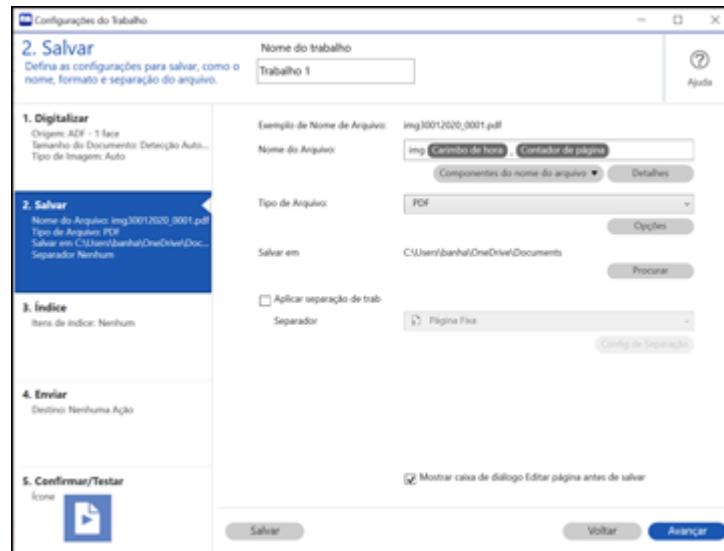 Configurações do Trabalho
2. Salvar
Defina as configurações para salvar, como o
nome, formato e separação do arquivo.
Nome do trabalho
Trabalho 1
Ajuda
1. Digitalizar
Origem: ADF - 1 face
Tamanho do Documento: Detecção Auto...
Tipo de Imagem: Auto
2. Salvar
Nome do Arquivo: img30012020_0001.pdf
Tipo de Arquivo: PDF
Salvar em C:\Users\banha\OneDrive\Doc...
Separador Nenhum
3. Índice
Itens de índice: Nenhum
4. Enviar
Destino: Nenhuma Ação
5. Confirmar/Testar
Ícone
Exemplo de Nome de Arquivo: img30012020_0001.pdf
Nome do Arquivo: img Carimbo de hora , Contador de página
Componentes do nome do arquivo ▼ Detalhes
Tipo de Arquivo: PDF
Opções
Salvar em C:\Users\banha\OneDrive\Documents
Procurar
Aplicar separação de trab
Separador Página Fixa
Config de Separação
Mostrar caixa de diálogo Editar página antes de salvar
Salvar Voltar Avançar